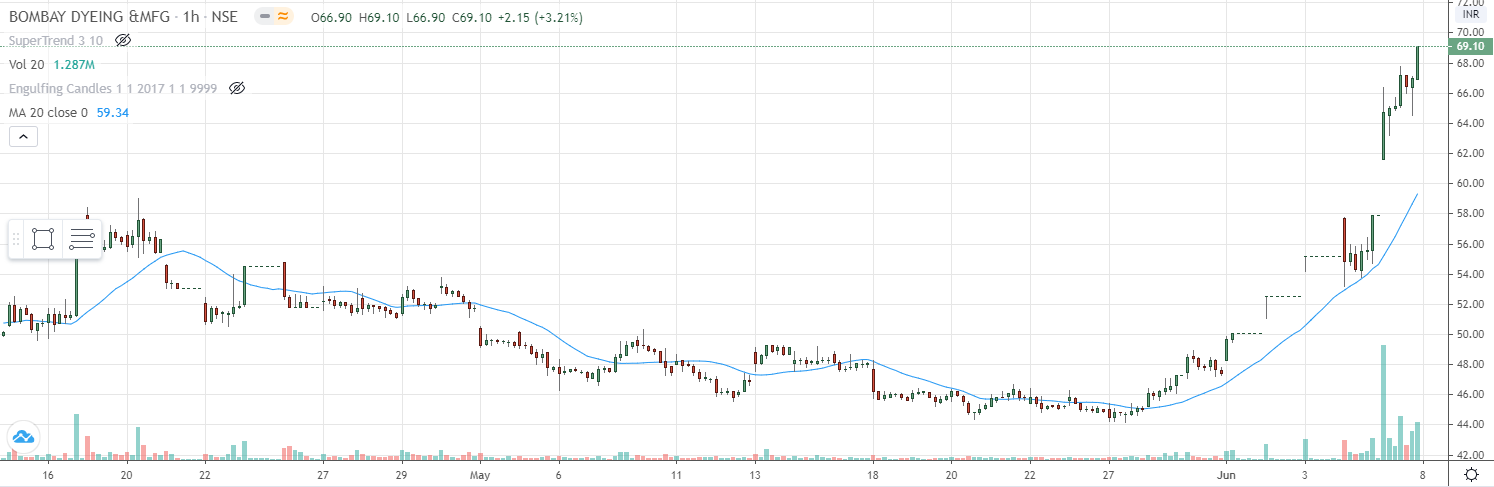 BOMBAY DYEING &MFG · 1h · NSE O66.90 H69.10 L66.90 C69.10 +2.15 (+3.21%)
SuperTrend 3 10
Vol 20 1.287M
Engulfing Candles 1 1 2017 1 1 9999
MA 20 close 0 59.34
72.00
INR
70.00
69.10
68.00
66.00
64.00
62.00
60.00
58.00
56.00
54.00
52.00
50.00
48.00
46.00
44.00
42.00
16 20 22 27 29 May 6 11 13 18 20 22 27 Jun 3 8